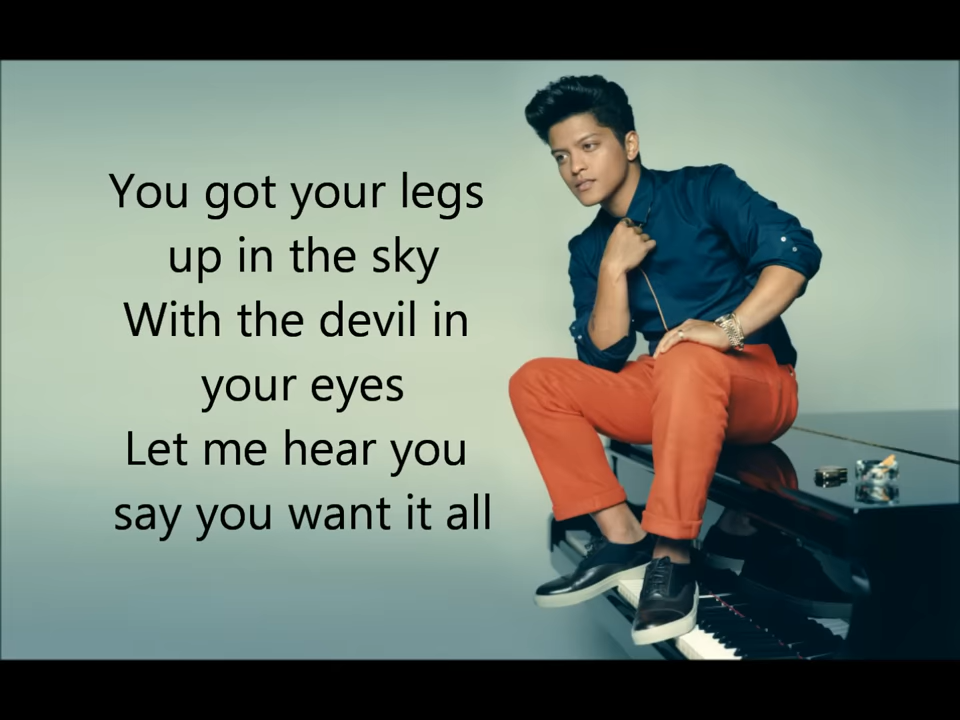 You got your legs
up in the sky
With the devil in
your eyes
Let me hear you
say you want it all